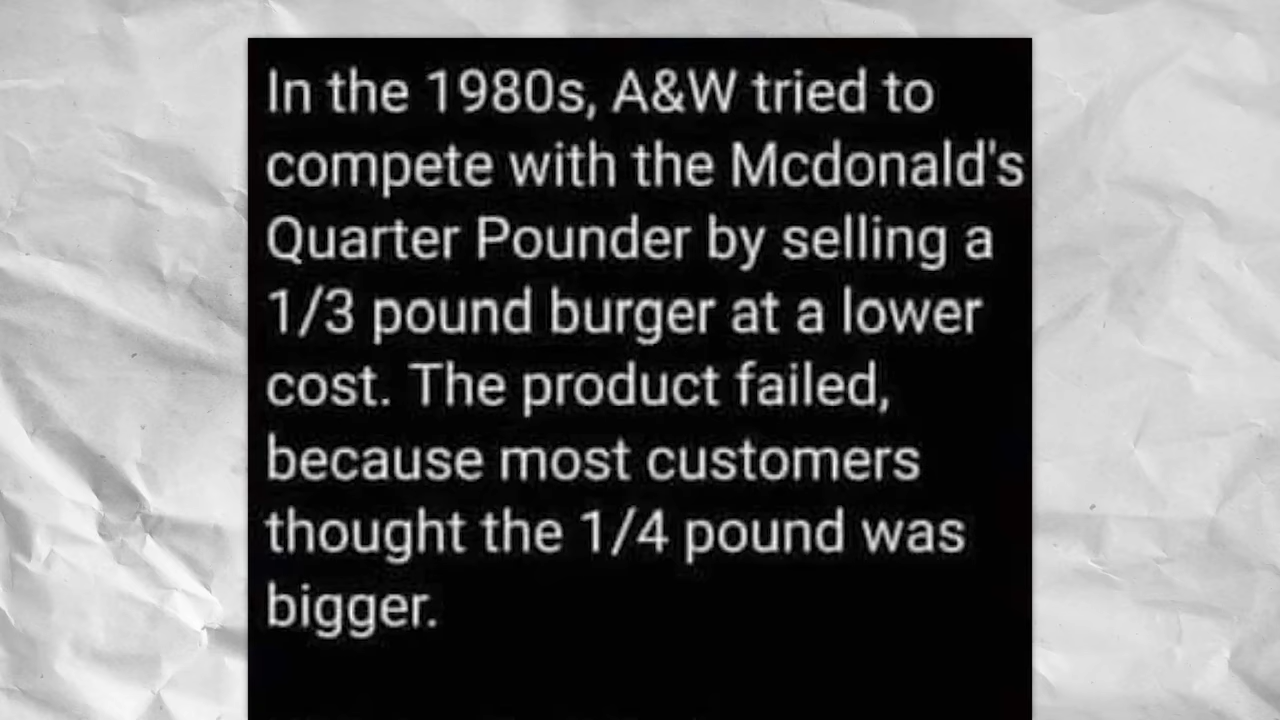 In the 1980s, A&W tried to
compete with the Mcdonald's
Quarter Pounder by selling a
1/3 pound burger at a lower
cost. The product failed,
because most customers
thought the 1/4 pound was
bigger.